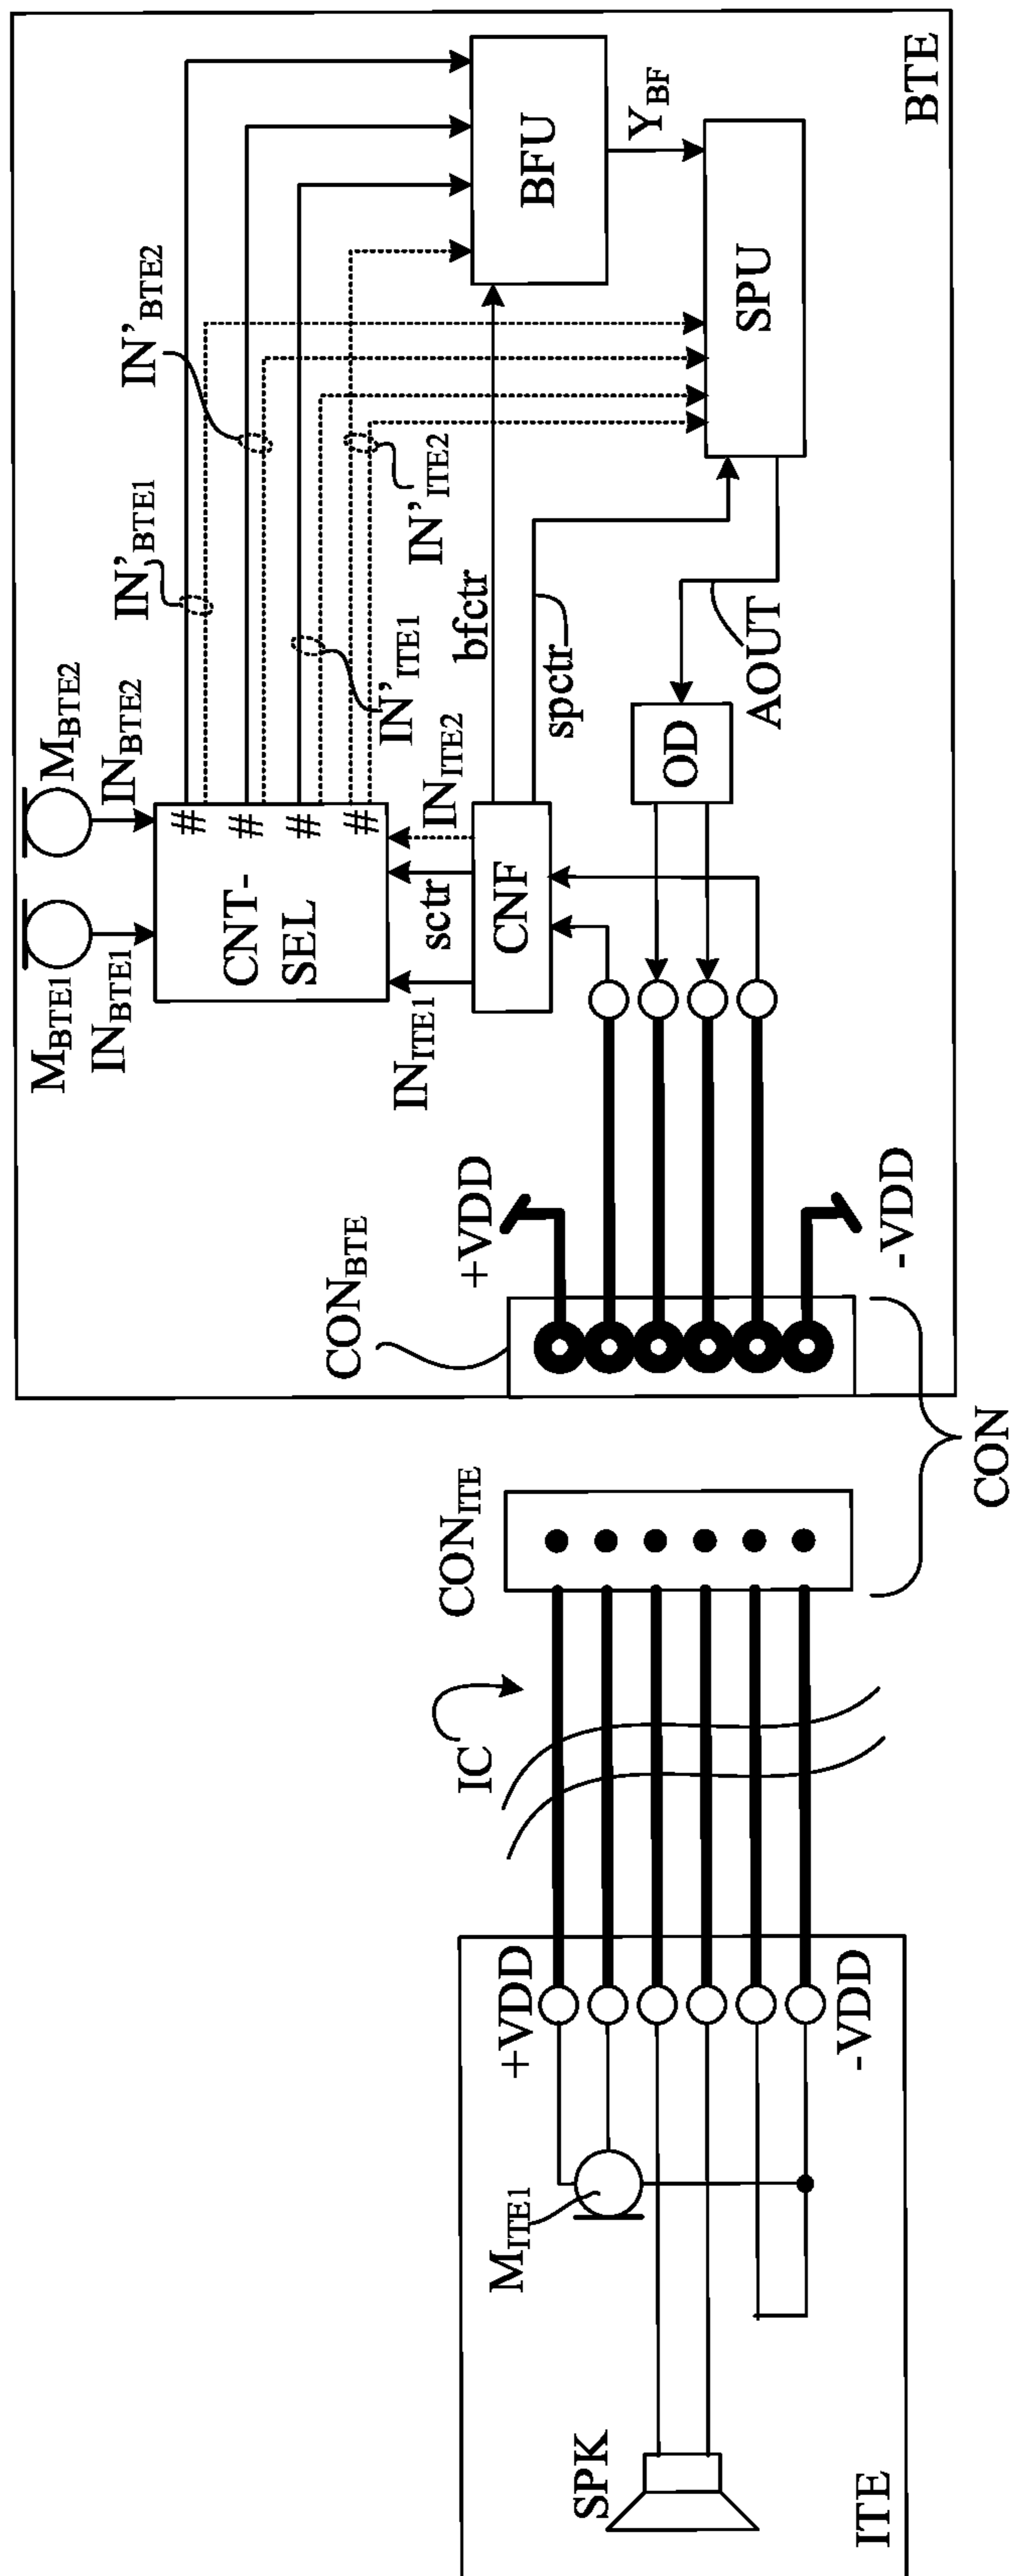 M_BTE1
IN_BTE1
M_BTE2
IN_BTE2
CNT-
SEL
#
#
#
#
IN'_BTE1
IN'_BTE2
IN'_ITE1
IN'_ITE2
BFU
Y_BF
SPU
BTE
IN_ITE1
sctr
IN_ITE2
CNF
bfctr
spctr
OD
AOUT
+VDD
-VDD
CON_BTE
CON_ITE
CON
IC
+VDD
-VDD
M_ITE1
SPK
ITE